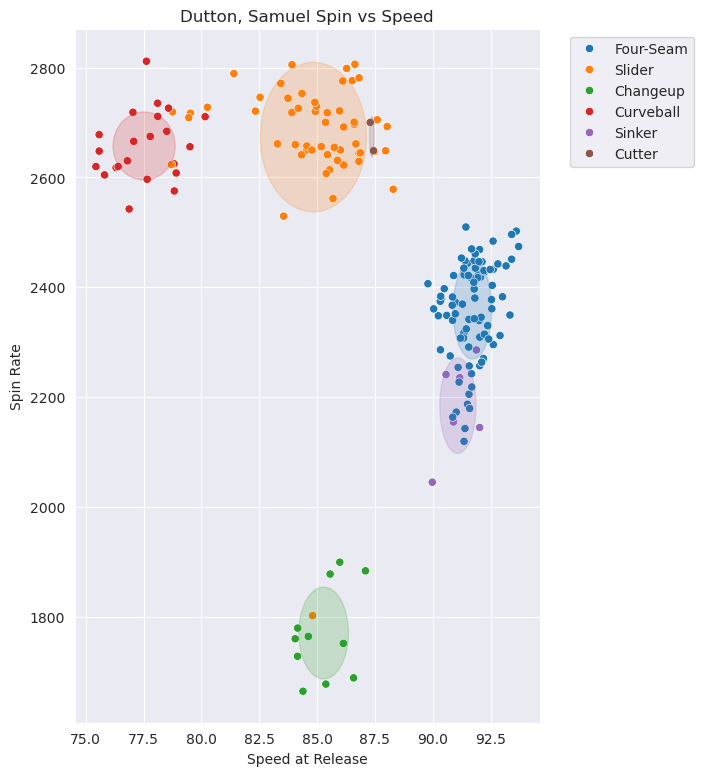 Dutton, Samuel Spin vs Speed
Four-Seam
Slider
Changeup
Curveball
Sinker
Cutter
2800
2600
2400
2200
2000
1800
Spin Rate
75.0 77.5 80.0 82.5 85.0 87.5 90.0 92.5
Speed at Release